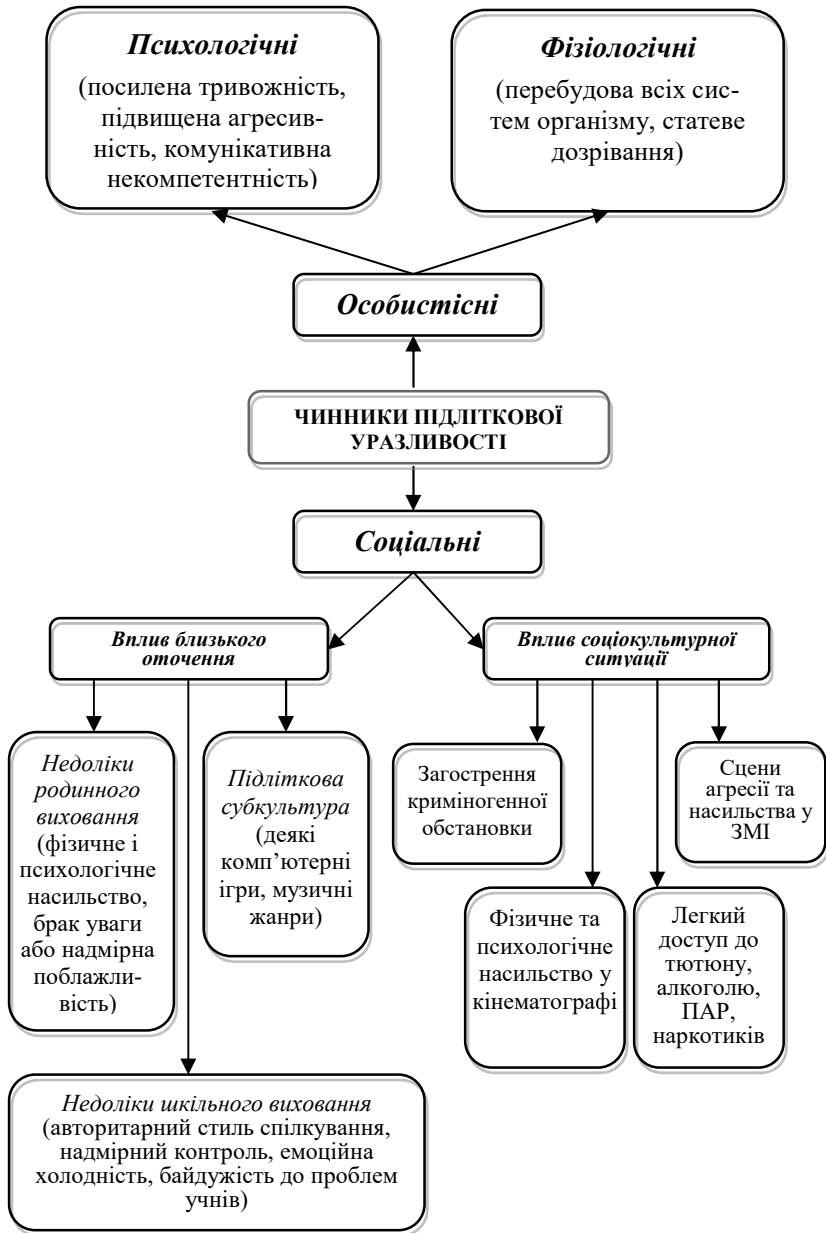 Психологічні
(посилена тривожність,
підвищена агресив-
ність, комунікативна
некомпетентність)
Фізіологічні
(перебудова всіх сис-
тем організму, статеве
дозрівання)
Особистісні
ЧИННИКИ ПІДЛІТКОВОЇ
УРАЗЛИВОСТІ
Соціальні
Вплив близького
оточення
Вплив соціокультурної
ситуації
Недоліки
родинного
виховання
(фізичне і
психологічне
насильство,
брак уваги
або надмірна
поблажли-
вість)
Підліткова
субкультура
(деякі
комп’ютерні
ігри, музичні
жанри)
Загострення
криміногенної
обстановки
Сцени
агресії та
насильства у
ЗМІ
Фізичне та
психологічне
насильство у
кінематографі
Легкий
доступ до
тютюну,
алкоголю,
ПАР,
наркотиків
Недоліки шкільного виховання
(авторитарний стиль спілкування,
надмірний контроль, емоційна
холодність, байдужість до проблем
учнів)